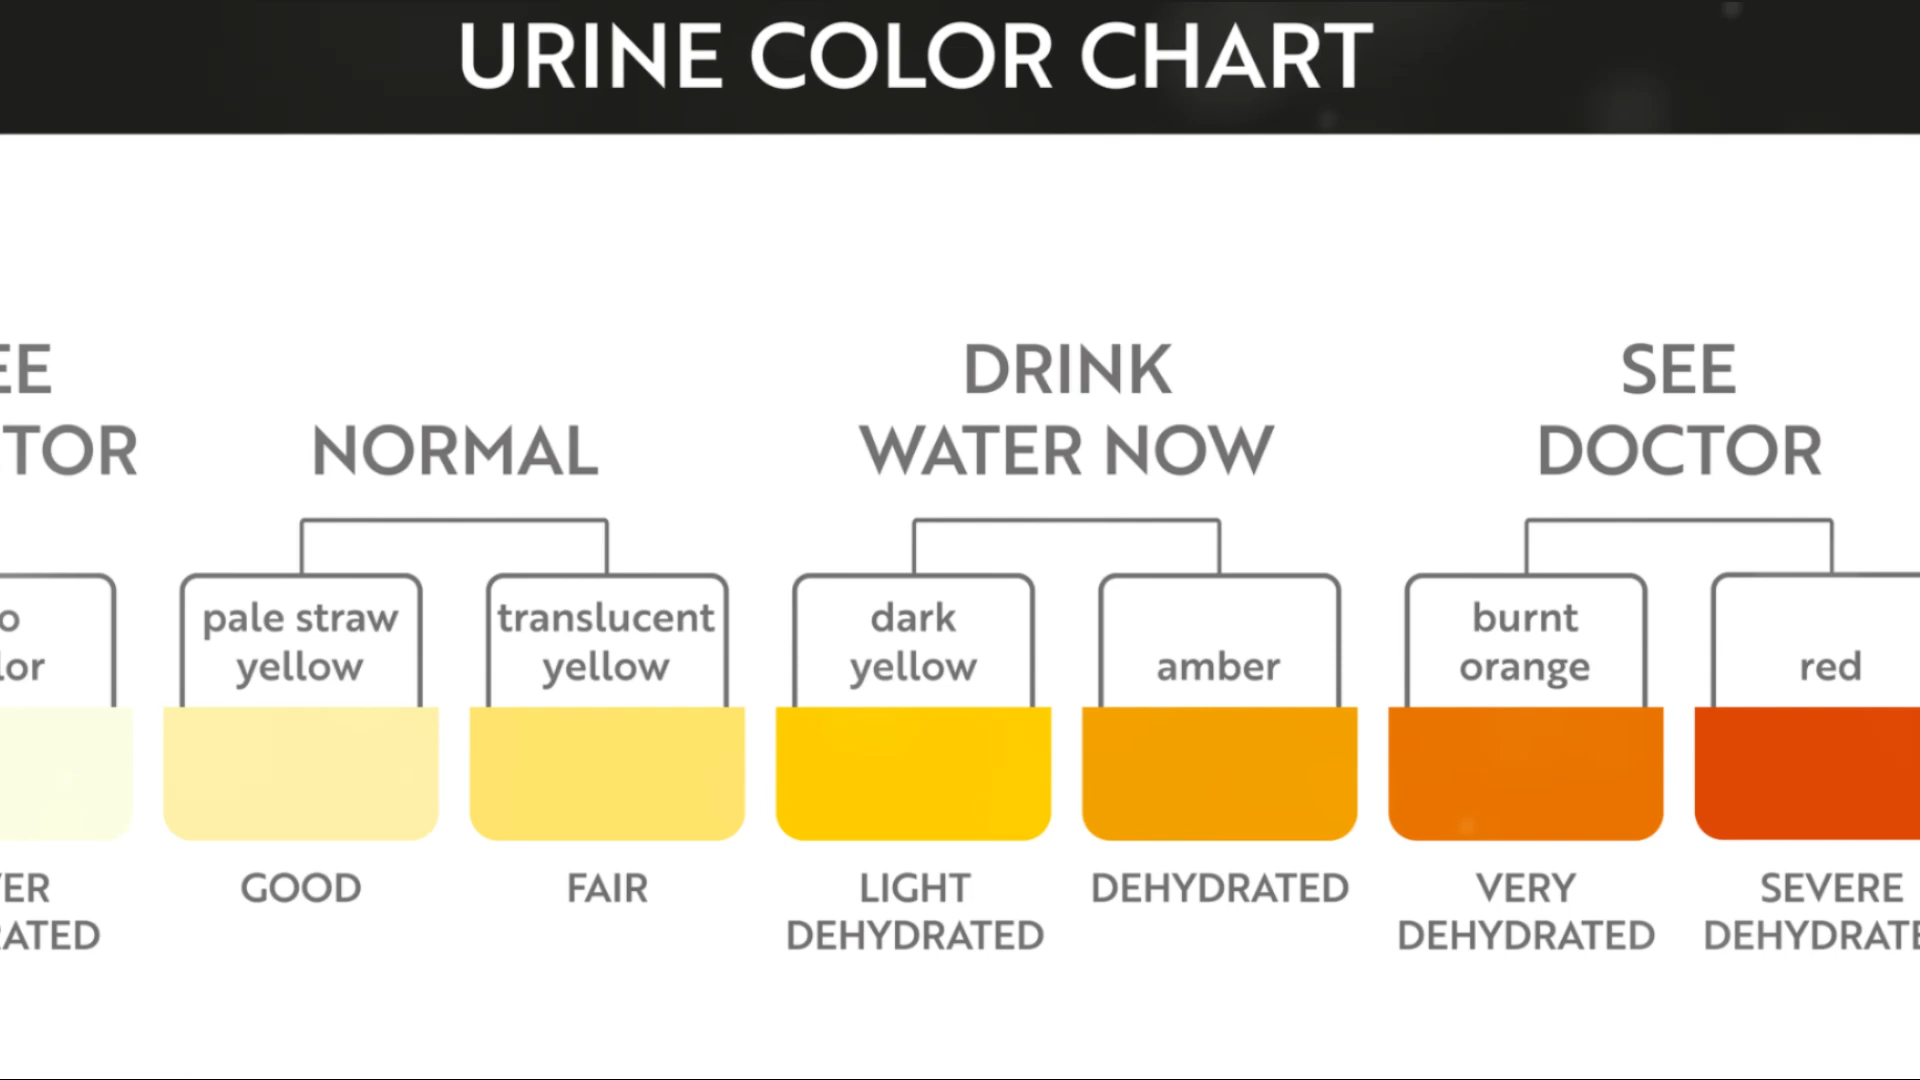 URINE COLOR CHART
NORMAL
DRINK
WATER NOW
SEE
DOCTOR
pale straw
yellow
translucent
yellow
dark
yellow
amber
burnt
orange
red
GOOD
FAIR
LIGHT
DEHYDRATED
DEHYDRATED
VERY
DEHYDRATED
SEVERE